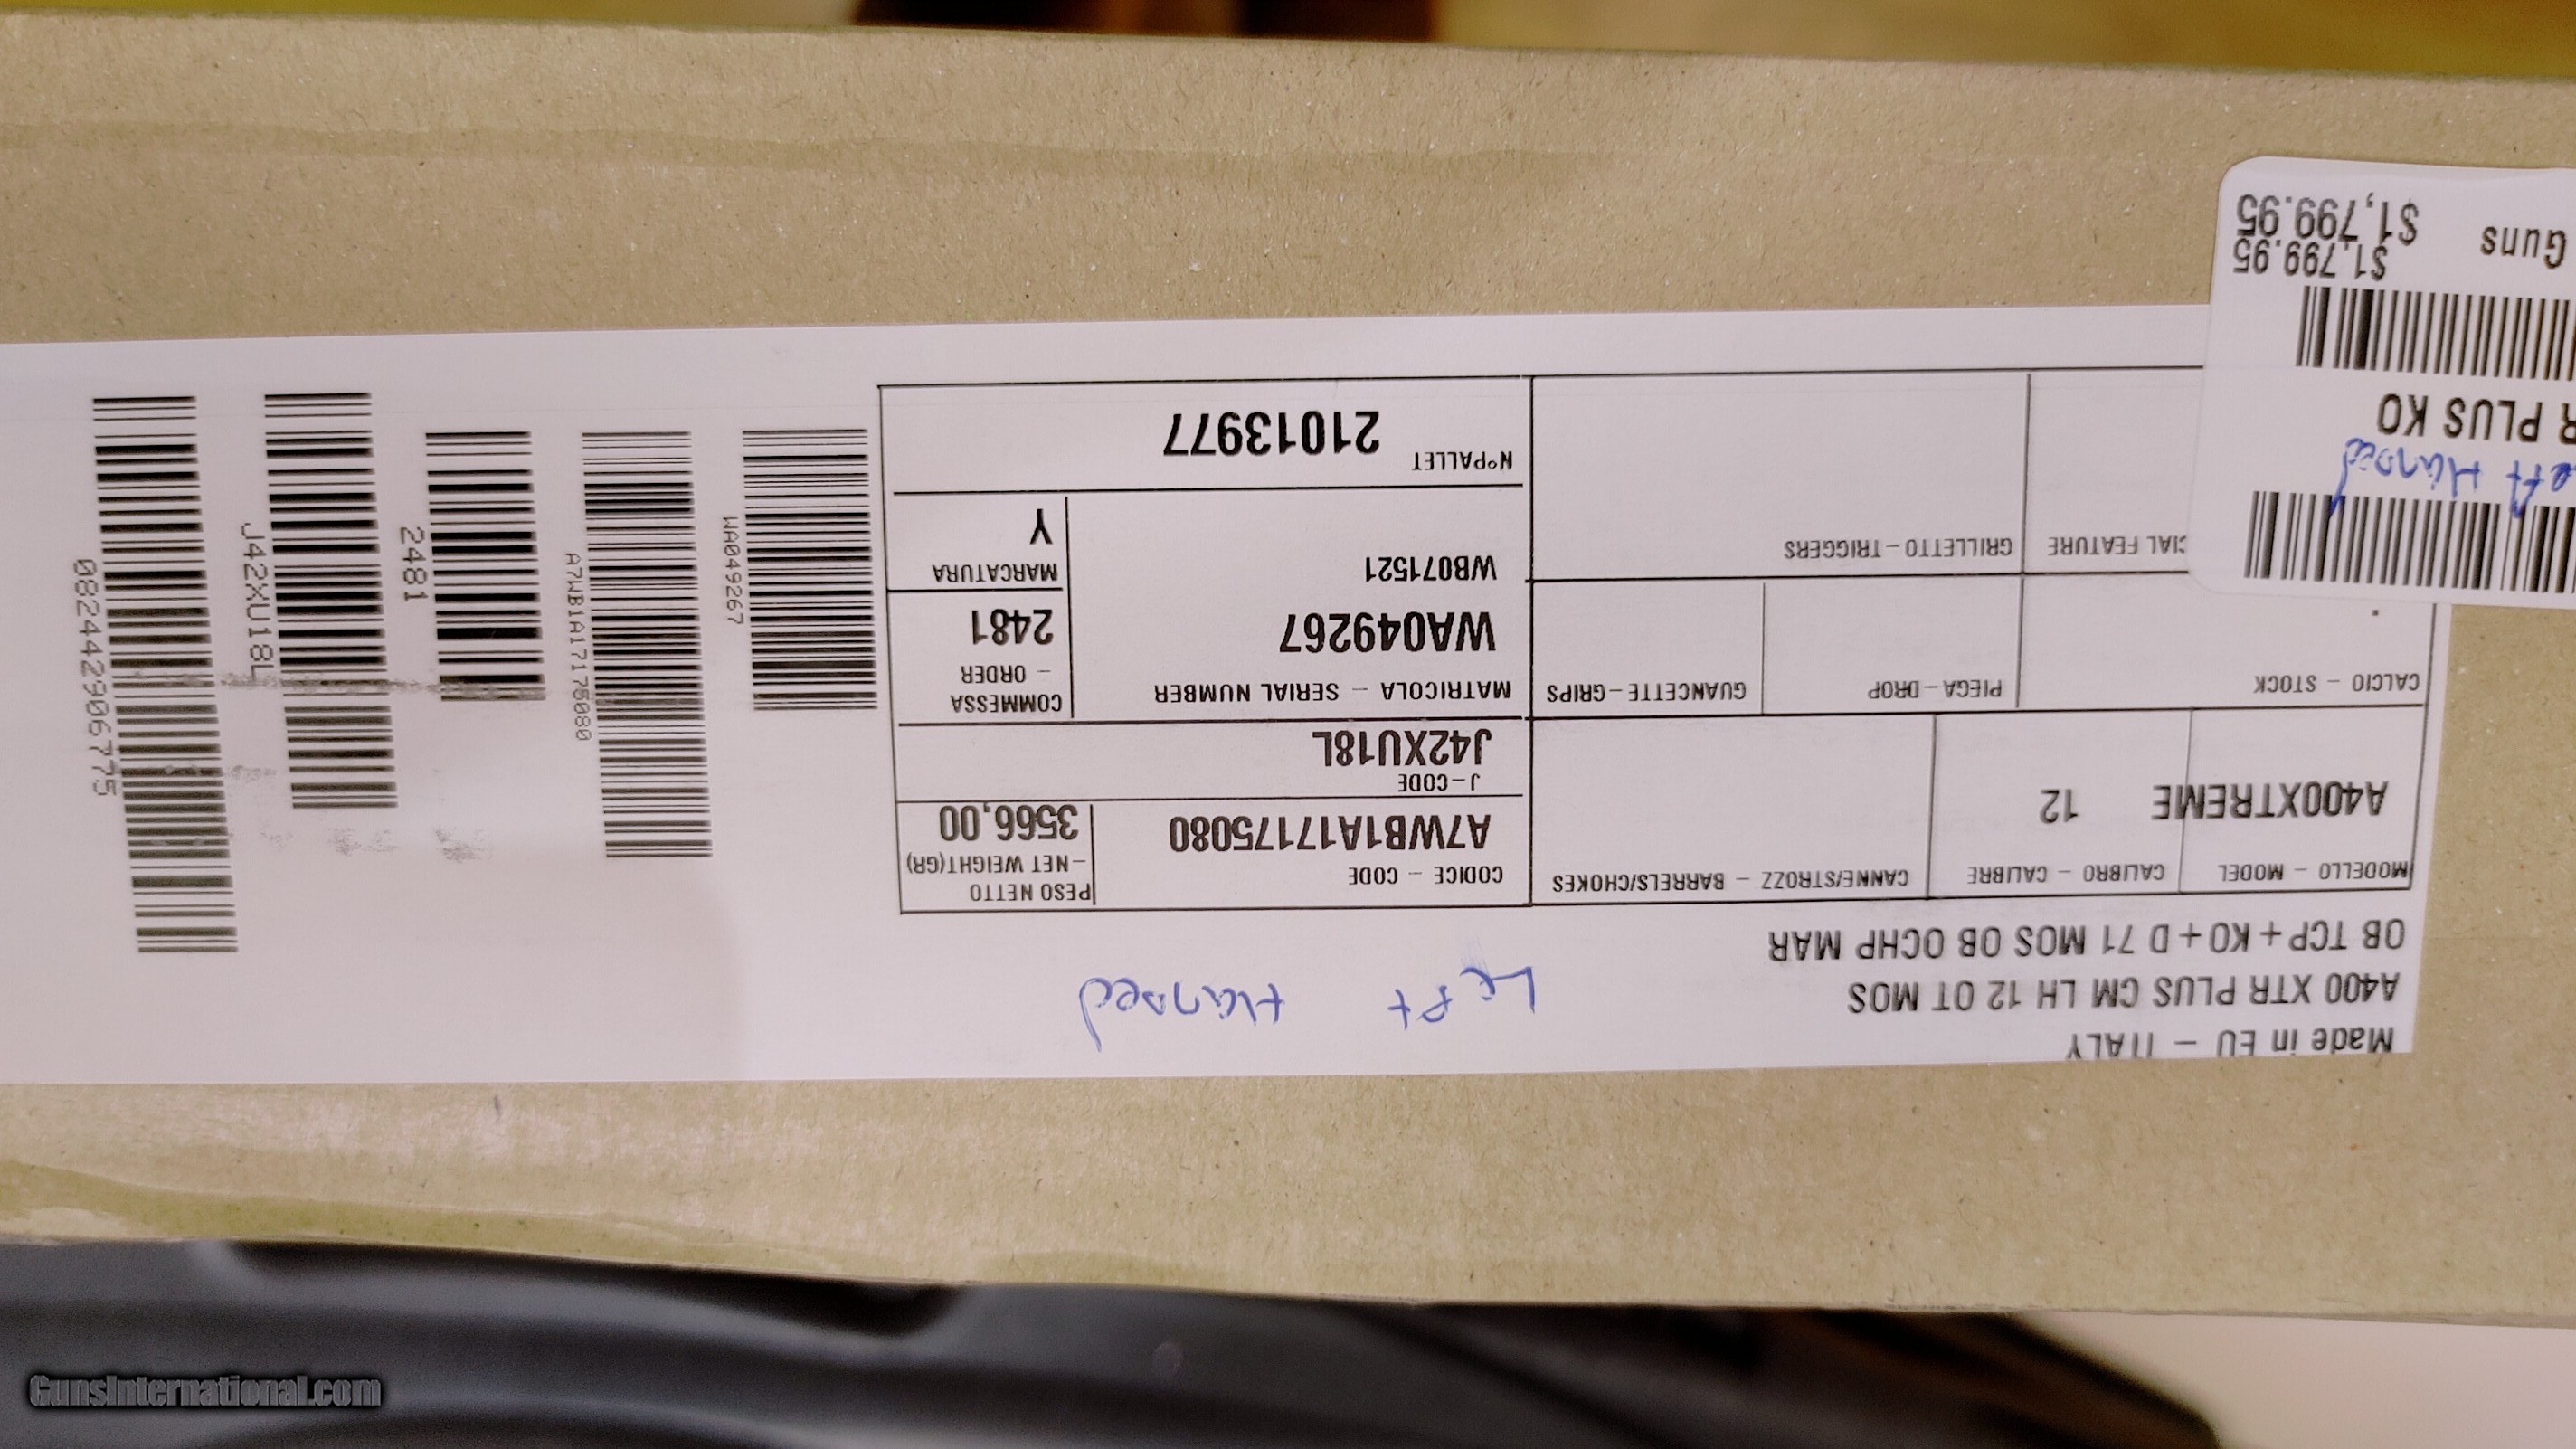 Made in EU - ITALY
A400 XTR PLUS CM LH 12 OT MOS
OB TCP+KO+D 71 MOS OB OCHP MAR
Left Handed
MODELLO - MODEL
A400XTREME
CALIBRO - CALIBRE
12
CANNE/STROZZ - BARRELS/CHOKES
CALCIO - STOCK
PIEGA-DROP
GUANCETTE-GRIPS
CIAL FEATURE
GRILLETTO-TRIGGERS
CODICE - CODE
A7WB1A17175080
PESO NETTO
-NET WEIGHT(GR)
3566,00
J-CODE
J42XU18L
MATRICOLA - SERIAL NUMBER
WA049267
WB071521
COMMESSA
- ORDER
2481
MARCATURA
Y
N°PALLET
21013977
WA049267
A7WB1A17175080
2481
J42XU18L
082442906775
eft Handed
R PLUS KO
$1,799.95
Guns $1,799.95
GunsInternational.com